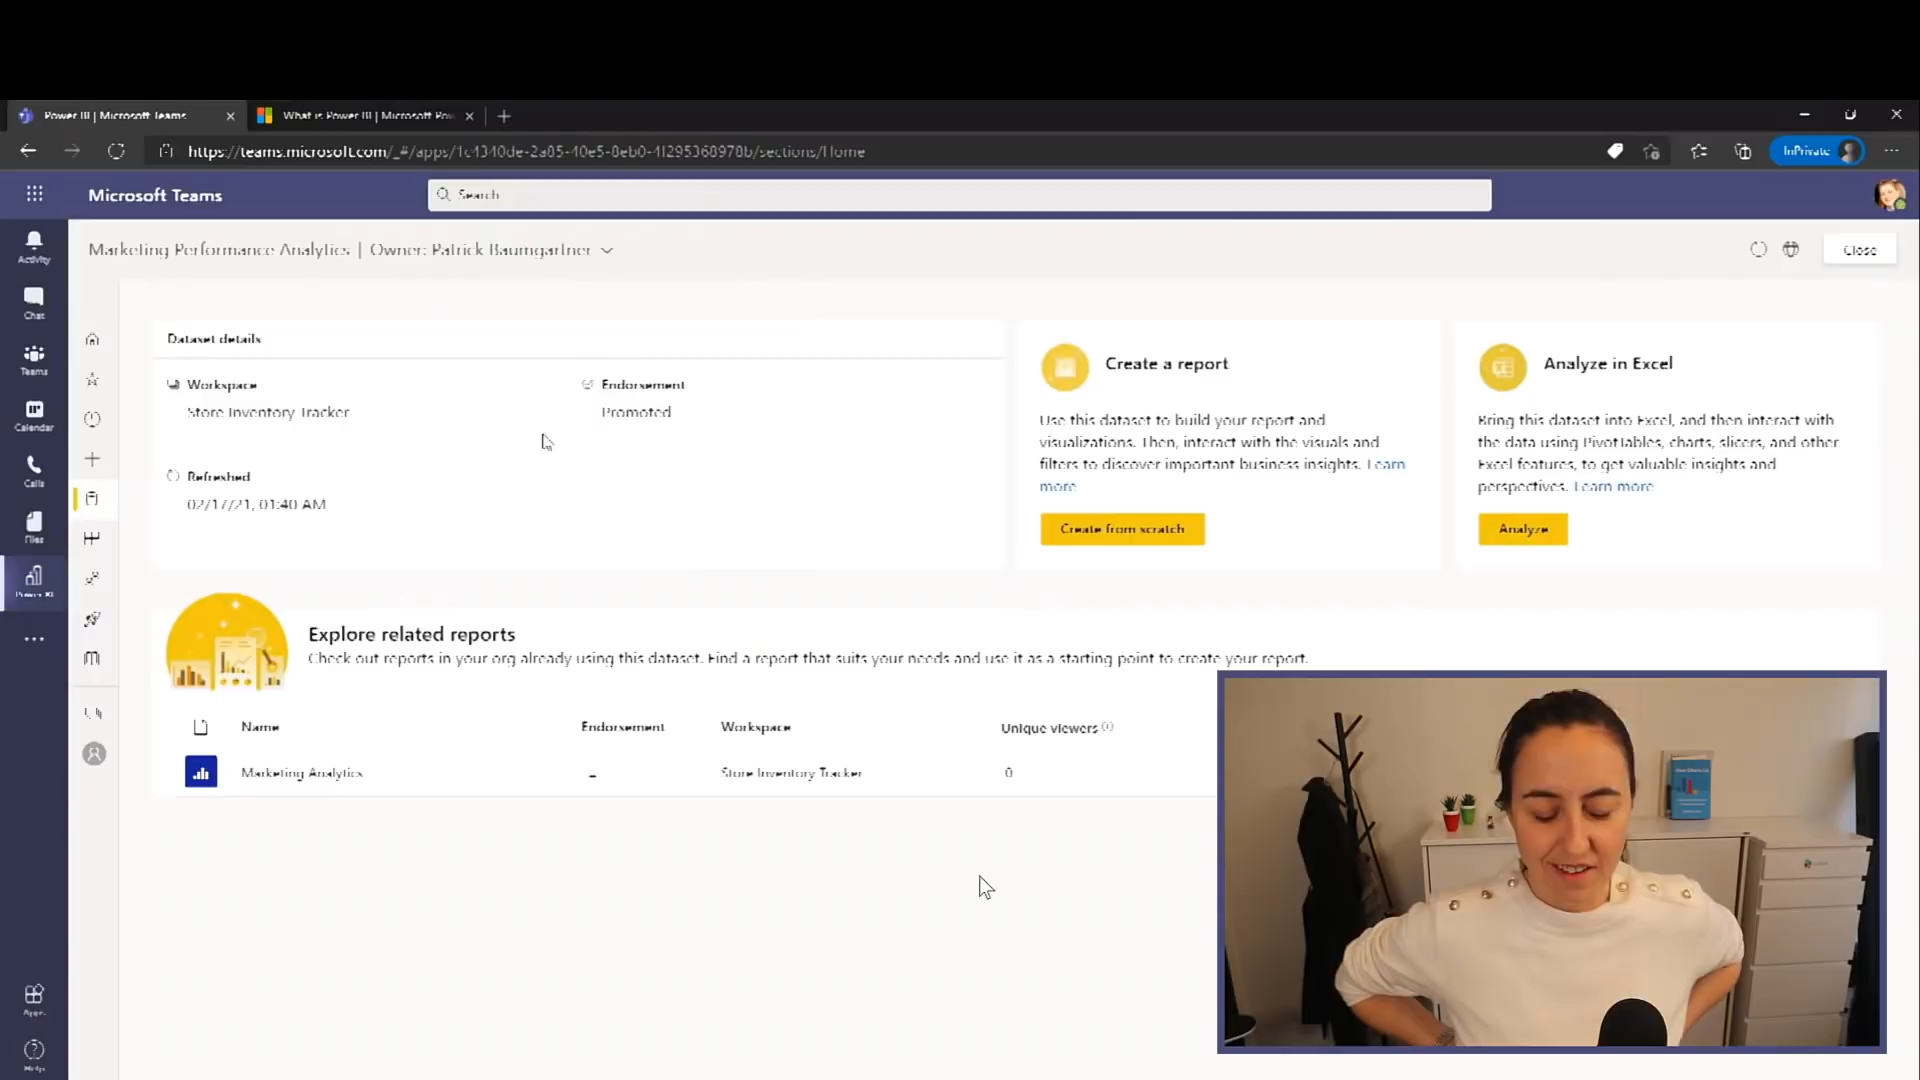 Power BI | Microsoft Teams
What is Power BI | Microsoft Pow
https://teams.microsoft.com/_#/apps/1c4340de-2a85-40e5-8eb0-4f295368978b/sections/Home
InPrivate
Microsoft Teams
Search
Marketing Performance Analytics | Owner: Patrick Baumgartner
Close
Activity
Chat
Teams
Calendar
Calls
Files
Power BI
Apps
Help
Dataset details
Workspace
Store Inventory Tracker
Endorsement
Promoted
Refreshed
02/17/21, 01:40 AM
Create a report
Use this dataset to build your report and
visualizations. Then, interact with the visuals and
filters to discover important business insights. Learn
more
Create from scratch
Analyze in Excel
Bring this dataset into Excel, and then interact with
the data using PivotTables, charts, slicers, and other
Excel features, to get valuable insights and
perspectives. Learn more
Analyze
Explore related reports
Check out reports in your org already using this dataset. Find a report that suits your needs and use it as a starting point to create your report.
Name Endorsement Workspace Unique viewers
Marketing Analytics – Store Inventory Tracker 0